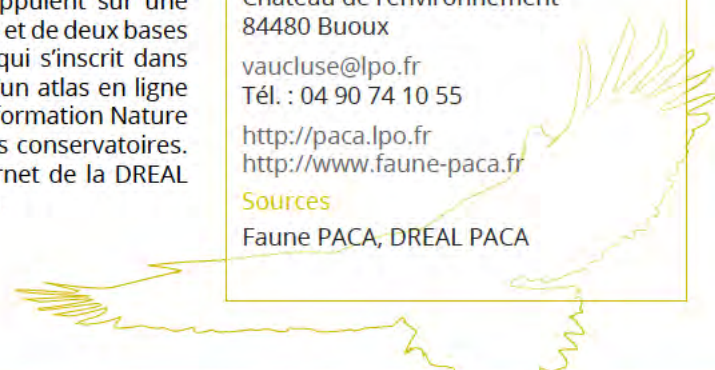 et de deux bases
qui s'inscrit dans
un atlas en ligne
Nature
conservatoires.
de la DREAL
84480 Buoux
vaucluse@lpo.fr
Tél. : 04 90 74 10 55
http://paca.lpo.fr
http://www.faune-paca.fr
Sources
Faune PACA, DREAL PACA